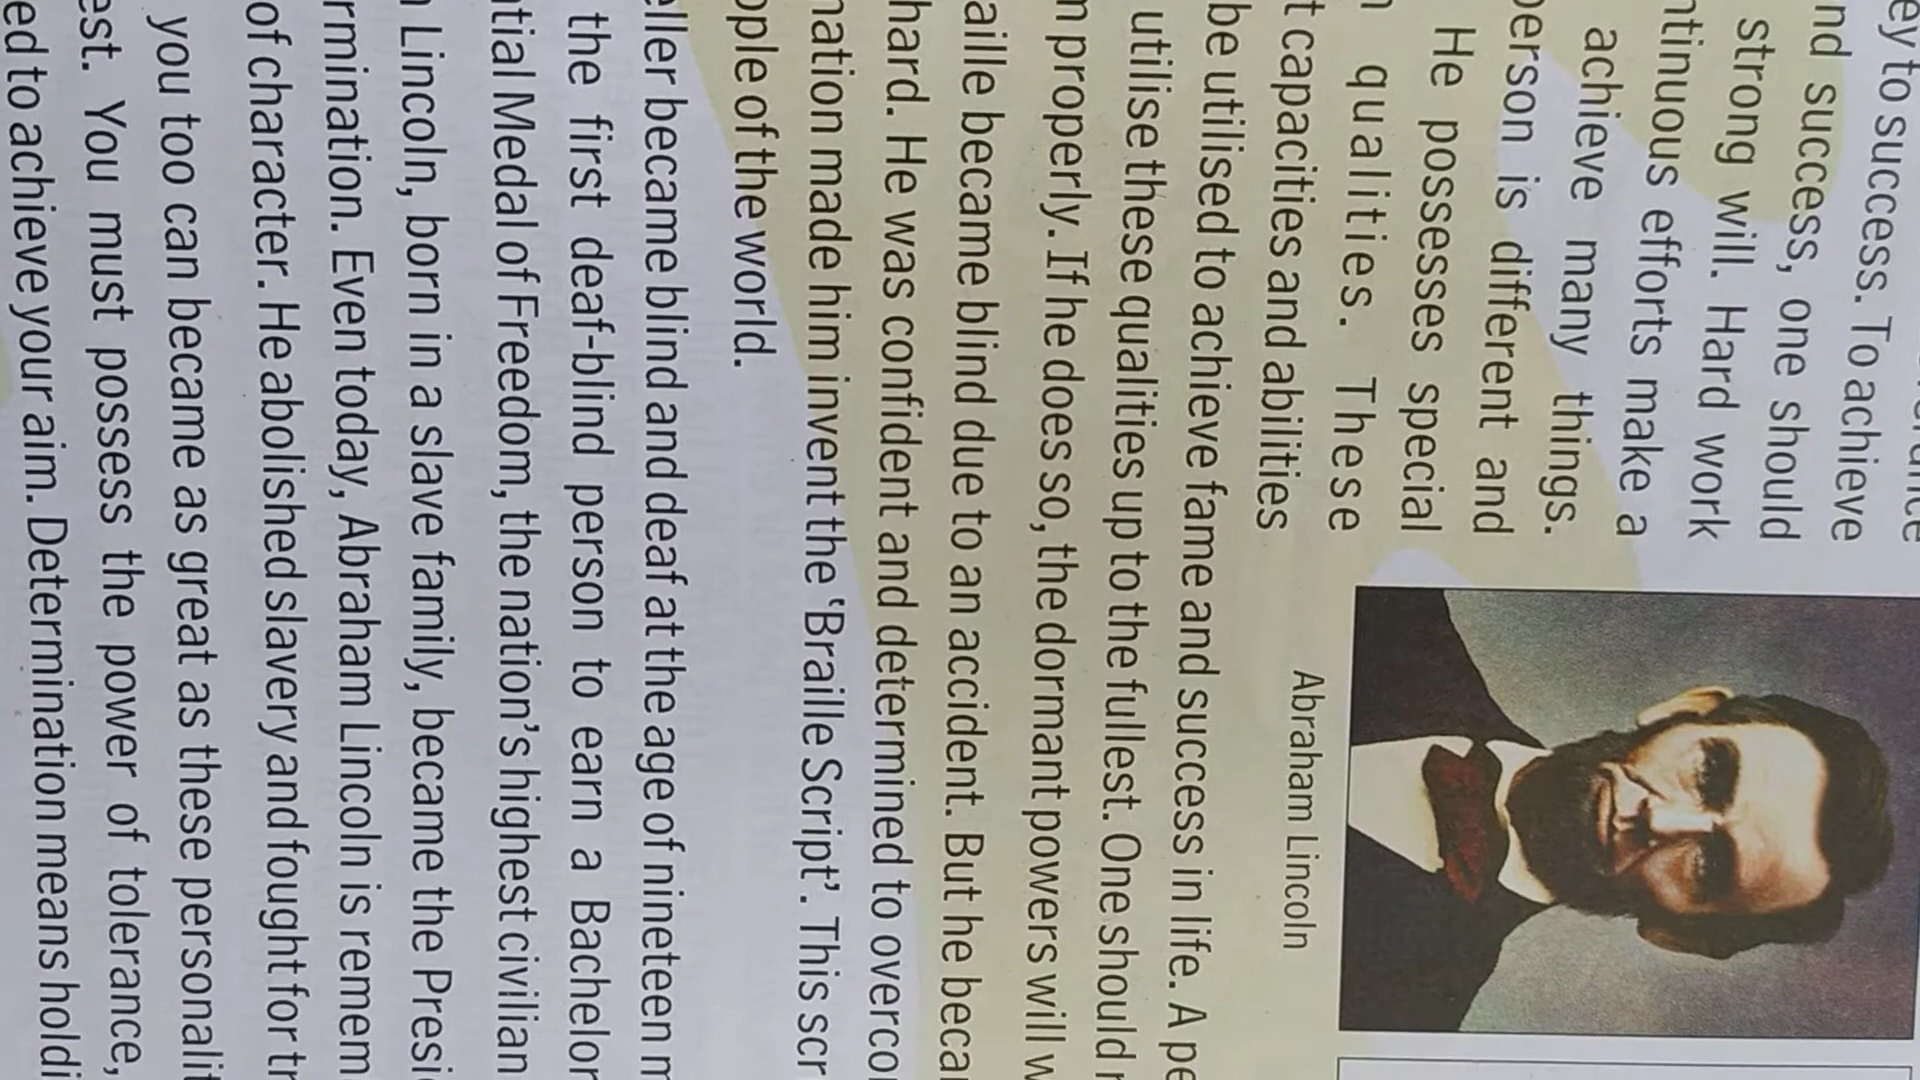 ey to success. To achieve
nd success, one should
strong will. Hard work
ntinuous efforts make a
achieve many things.
person is different and
He possesses special
qualities. These
t capacities and abilities
Abraham Lincoln
be utilised to achieve fame and success in life. A pe
utilise these qualities up to the fullest. One should
n properly. If he does so, the dormant powers will w
aille became blind due to an accident. But he beca
hard. He was confident and determined to overco
nation made him invent the 'Braille Script'. This scr
ople of the world.
eller became blind and deaf at the age of nineteen m
the first deaf-blind person to earn a Bachelor
tial Medal of Freedom, the nation's highest civilian
Lincoln, born in a slave family, became the Presi
rmination. Even today, Abraham Lincoln is remem
of character. He abolished slavery and fought for tr
you too can became as great as these personalit
est. You must possess the power of tolerance,
ed to achieve your aim. Determination means holdi